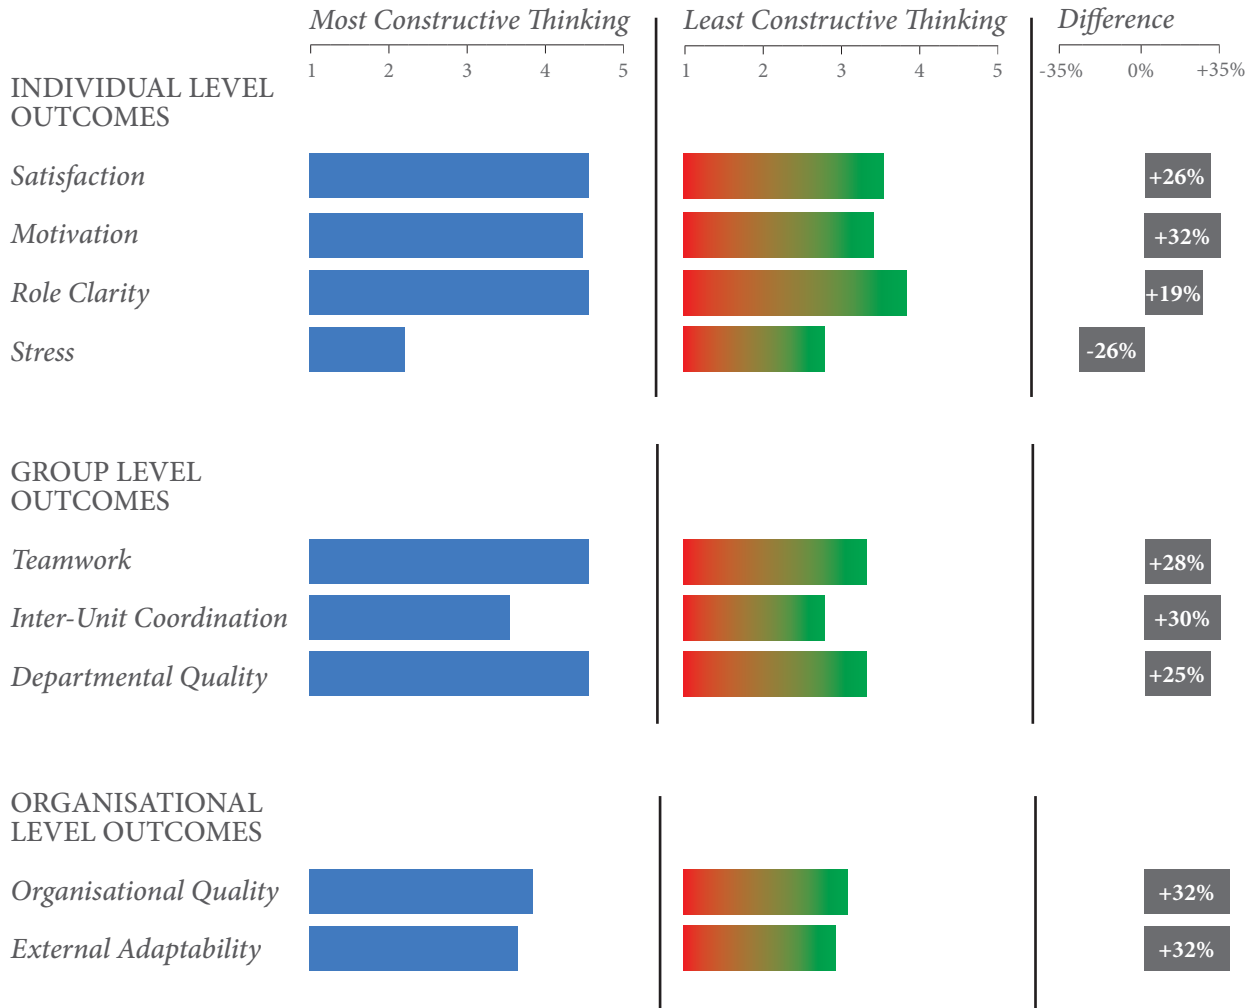 Most Constructive Thinking
Least Constructive Thinking
Difference
1 2 3 4 5
1 2 3 4 5
-35% 0% +35%
INDIVIDUAL LEVEL
OUTCOMES
Satisfaction
+26%
Motivation
+32%
Role Clarity
+19%
Stress
-26%
GROUP LEVEL
OUTCOMES
Teamwork
+28%
Inter-Unit Coordination
+30%
Departmental Quality
+25%
ORGANISATIONAL
LEVEL OUTCOMES
Organisational Quality
+32%
External Adaptability
+32%